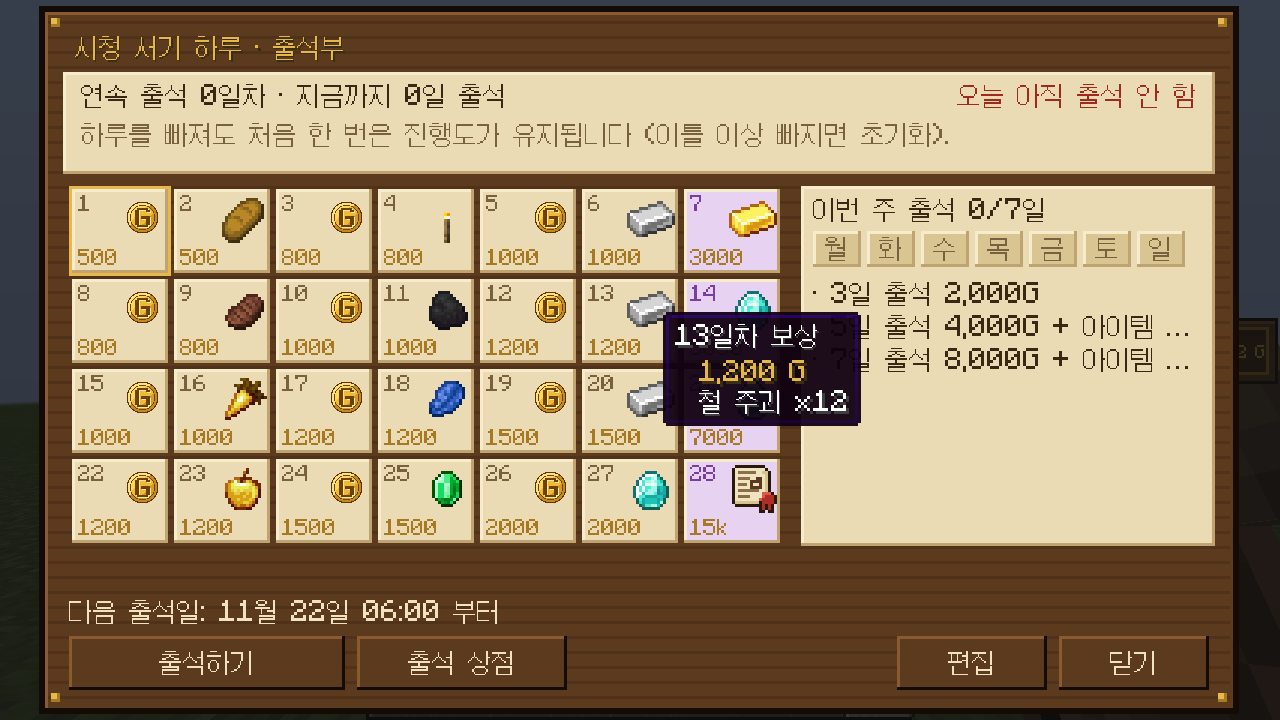 시청 서기 하루 · 출석부
연속 출석 0일차 · 지금까지 0일 출석
오늘 아직 출석 안 함
하루를 빠져도 처음 한 번은 진행도가 유지됩니다 (이틀 이상 빠지면 초기화).
1 2 3 4 5 6 7
G G G
500 500 800 800 1000 1000 3000
8 9 10 11 12 13 14
G G G
800 800 1000 1000 1200 1200
15 16 17 18 19 20
G G G
1000 1000 1200 1200 1500 1500 7000
22 23 24 25 26 27 28
G G G
1200 1200 1500 1500 2000 2000 15k
13일차 보상
1,200 G
철 주괴 x12
이번 주 출석 0/7일
월 화 수 목 금 토 일
· 3일 출석 2,000G
5일 출석 4,000G + 아이템 ...
7일 출석 8,000G + 아이템 ...
2 G
다음 출석일: 11월 22일 06:00 부터
출석하기 출석 상점 편집 닫기